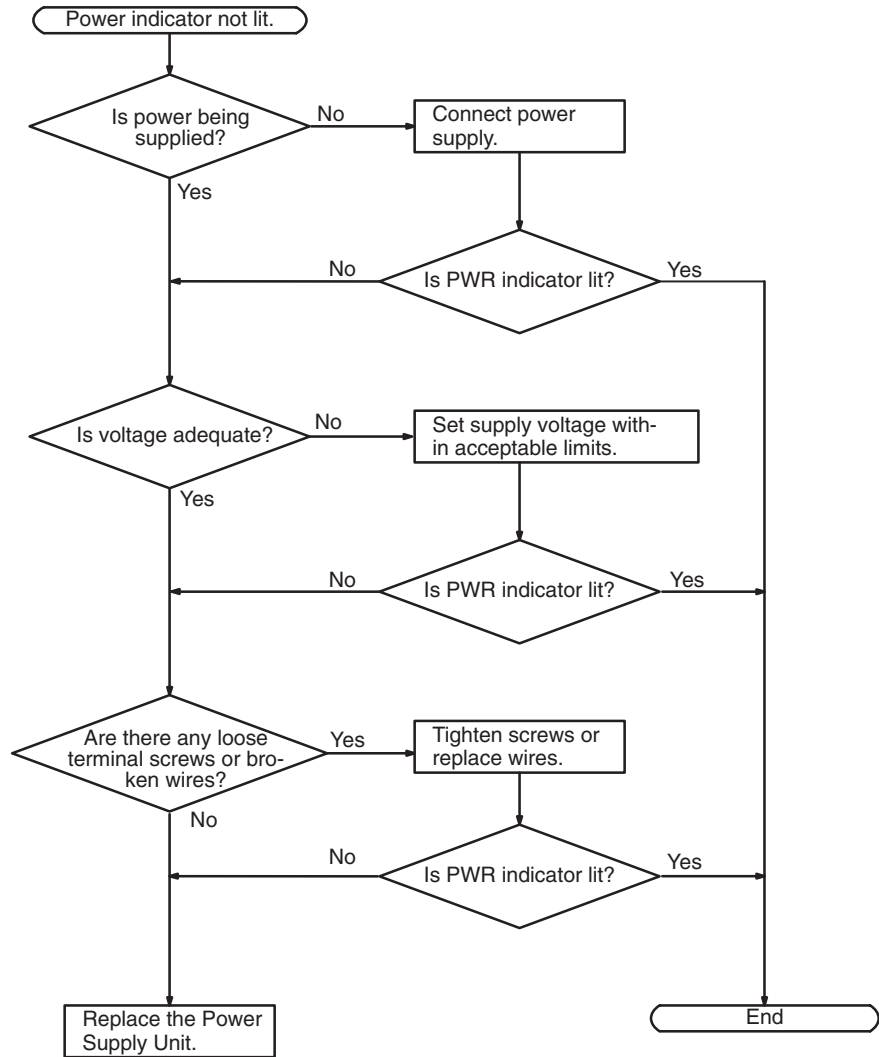 Power indicator not lit.
Is power being
supplied?
No
Connect power
supply.
Yes
No
Is PWR indicator lit?
Yes
Is voltage adequate?
No
Set supply voltage with-
in acceptable limits.
Yes
No
Is PWR indicator lit?
Yes
Are there any loose
terminal screws or bro-
ken wires?
Yes
Tighten screws or
replace wires.
No
No
Is PWR indicator lit?
Yes
Replace the Power
Supply Unit.
End